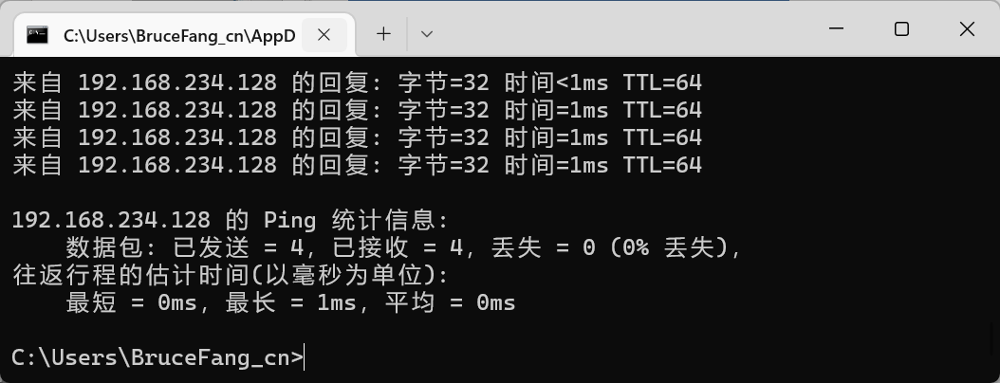 C:\Users\BruceFang_cn\AppD
来自 192.168.234.128 的回复: 字节=32 时间<1ms TTL=64
来自 192.168.234.128 的回复: 字节=32 时间=1ms TTL=64
来自 192.168.234.128 的回复: 字节=32 时间=1ms TTL=64
来自 192.168.234.128 的回复: 字节=32 时间=1ms TTL=64
192.168.234.128 的 Ping 统计信息:
数据包: 已发送 = 4, 已接收 = 4, 丢失 = 0 (0% 丢失),
往返行程的估计时间(以毫秒为单位):
最短 = 0ms, 最长 = 1ms, 平均 = 0ms
C:\Users\BruceFang_cn>